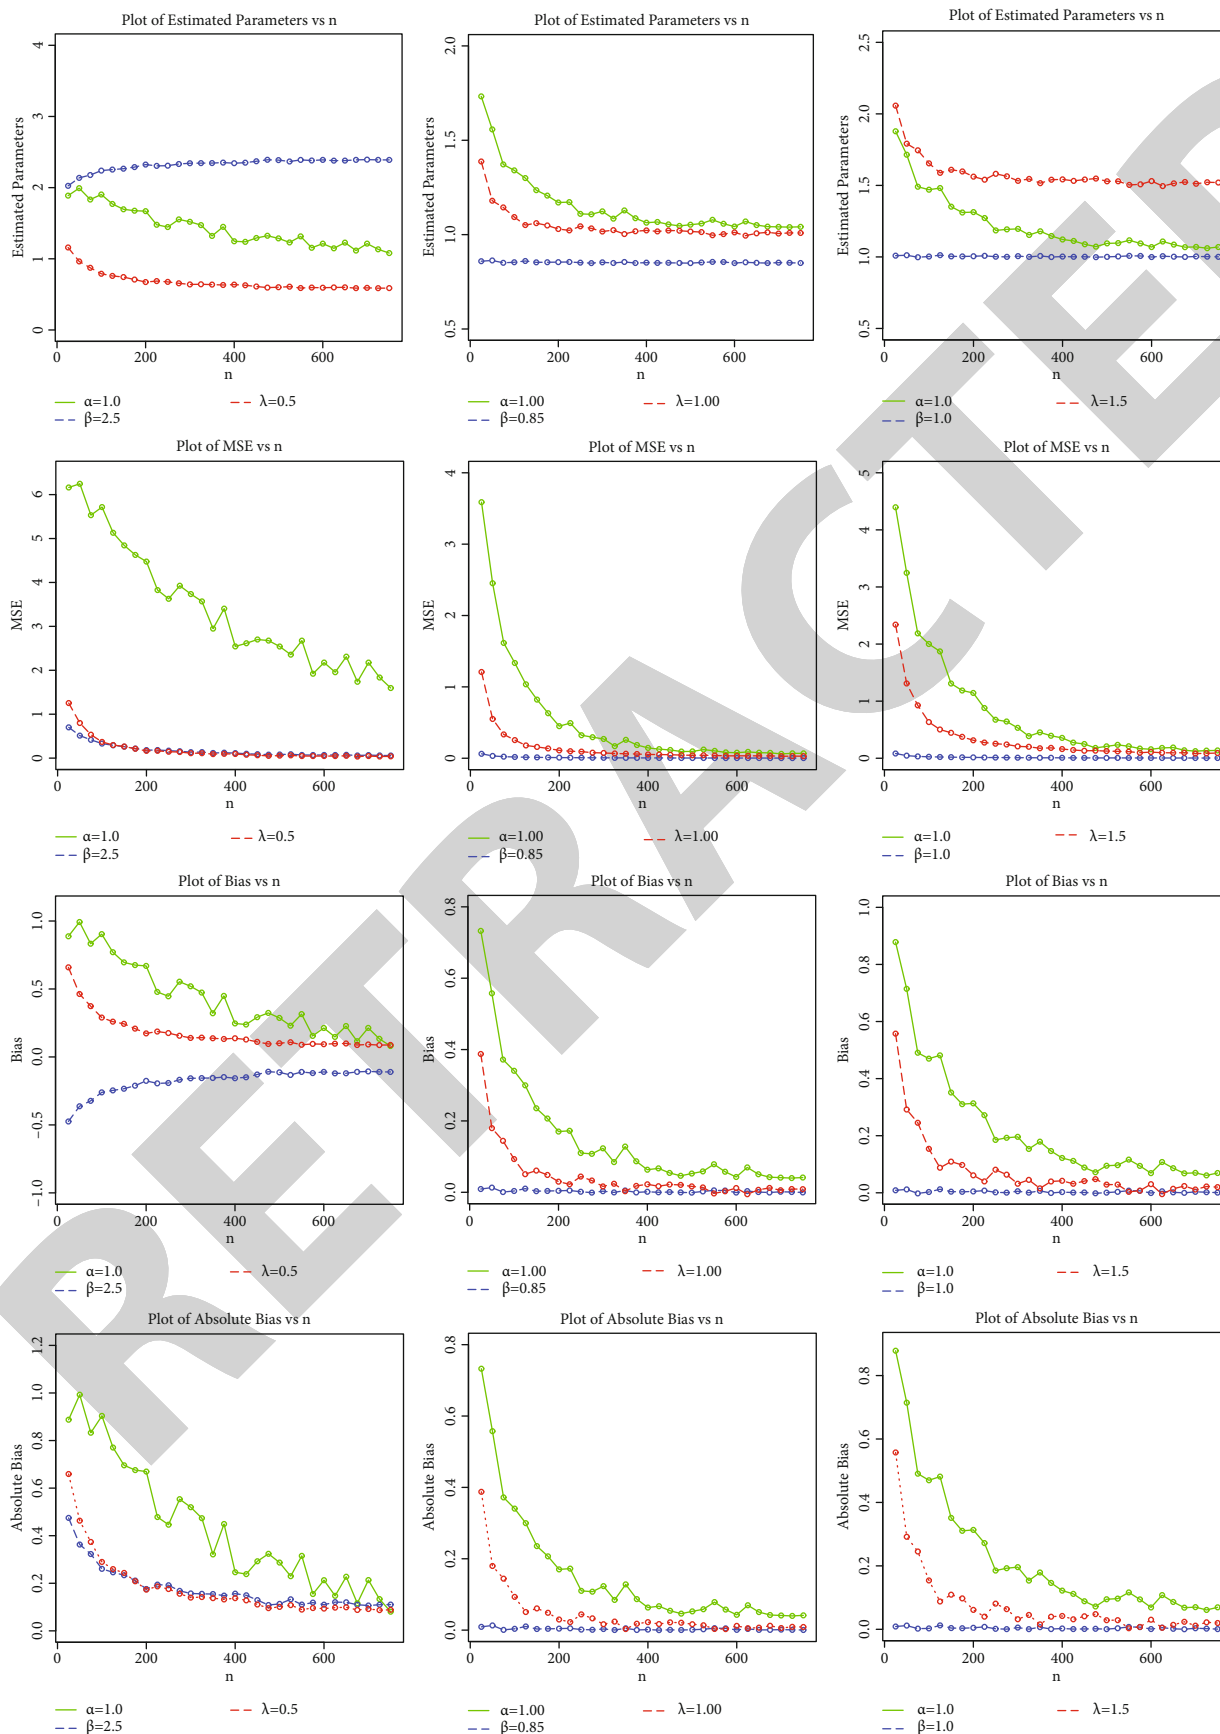 Plot of Estimated Parameters vs n
Estimated Parameters
4
3
2
1
0
0 200 400 600
n
α=1.0 λ=0.5
β=2.5
Plot of Estimated Parameters vs n
Estimated Parameters
2.0
1.5
1.0
0.5
0 200 400 600
n
α=1.00 λ=1.00
β=0.85
Plot of Estimated Parameters vs n
Estimated Parameters
2.5
2.0
1.5
1.0
0.5
0 200 400 600
n
α=1.0 λ=1.5
β=1.0
Plot of MSE vs n
MSE
6
5
4
3
2
1
0
0 200 400 600
n
α=1.0 λ=0.5
β=2.5
Plot of MSE vs n
MSE
4
3
2
1
0
0 200 400 600
n
α=1.00 λ=1.00
β=0.85
Plot of MSE vs n
MSE
5
4
3
2
1
0
0 200 400 600
n
α=1.0 λ=1.5
β=1.0
Plot of Bias vs n
Bias
1.0
0.5
0.0
−0.5
−1.0
0 200 400 600
n
α=1.0 λ=0.5
β=2.5
Plot of Bias vs n
Bias
0.8
0.6
0.4
0.2
0.0
0 200 400 600
n
α=1.00 λ=1.00
β=0.85
Plot of Bias vs n
Bias
1.0
0.8
0.6
0.4
0.2
0.0
0 200 400 600
n
α=1.0 λ=1.5
β=1.0
Plot of Absolute Bias vs n
Absolute Bias
1.2
1.0
0.8
0.6
0.4
0.2
0.0
0 200 400 600
n
α=1.0 λ=0.5
β=2.5
Plot of Absolute Bias vs n
Absolute Bias
0.8
0.6
0.4
0.2
0.0
0 200 400 600
n
α=1.00 λ=1.00
β=0.85
Plot of Absolute Bias vs n
Absolute Bias
0.8
0.6
0.4
0.2
0.0
0 200 400 600
n
α=1.0 λ=1.5
β=1.0
RETRACTED